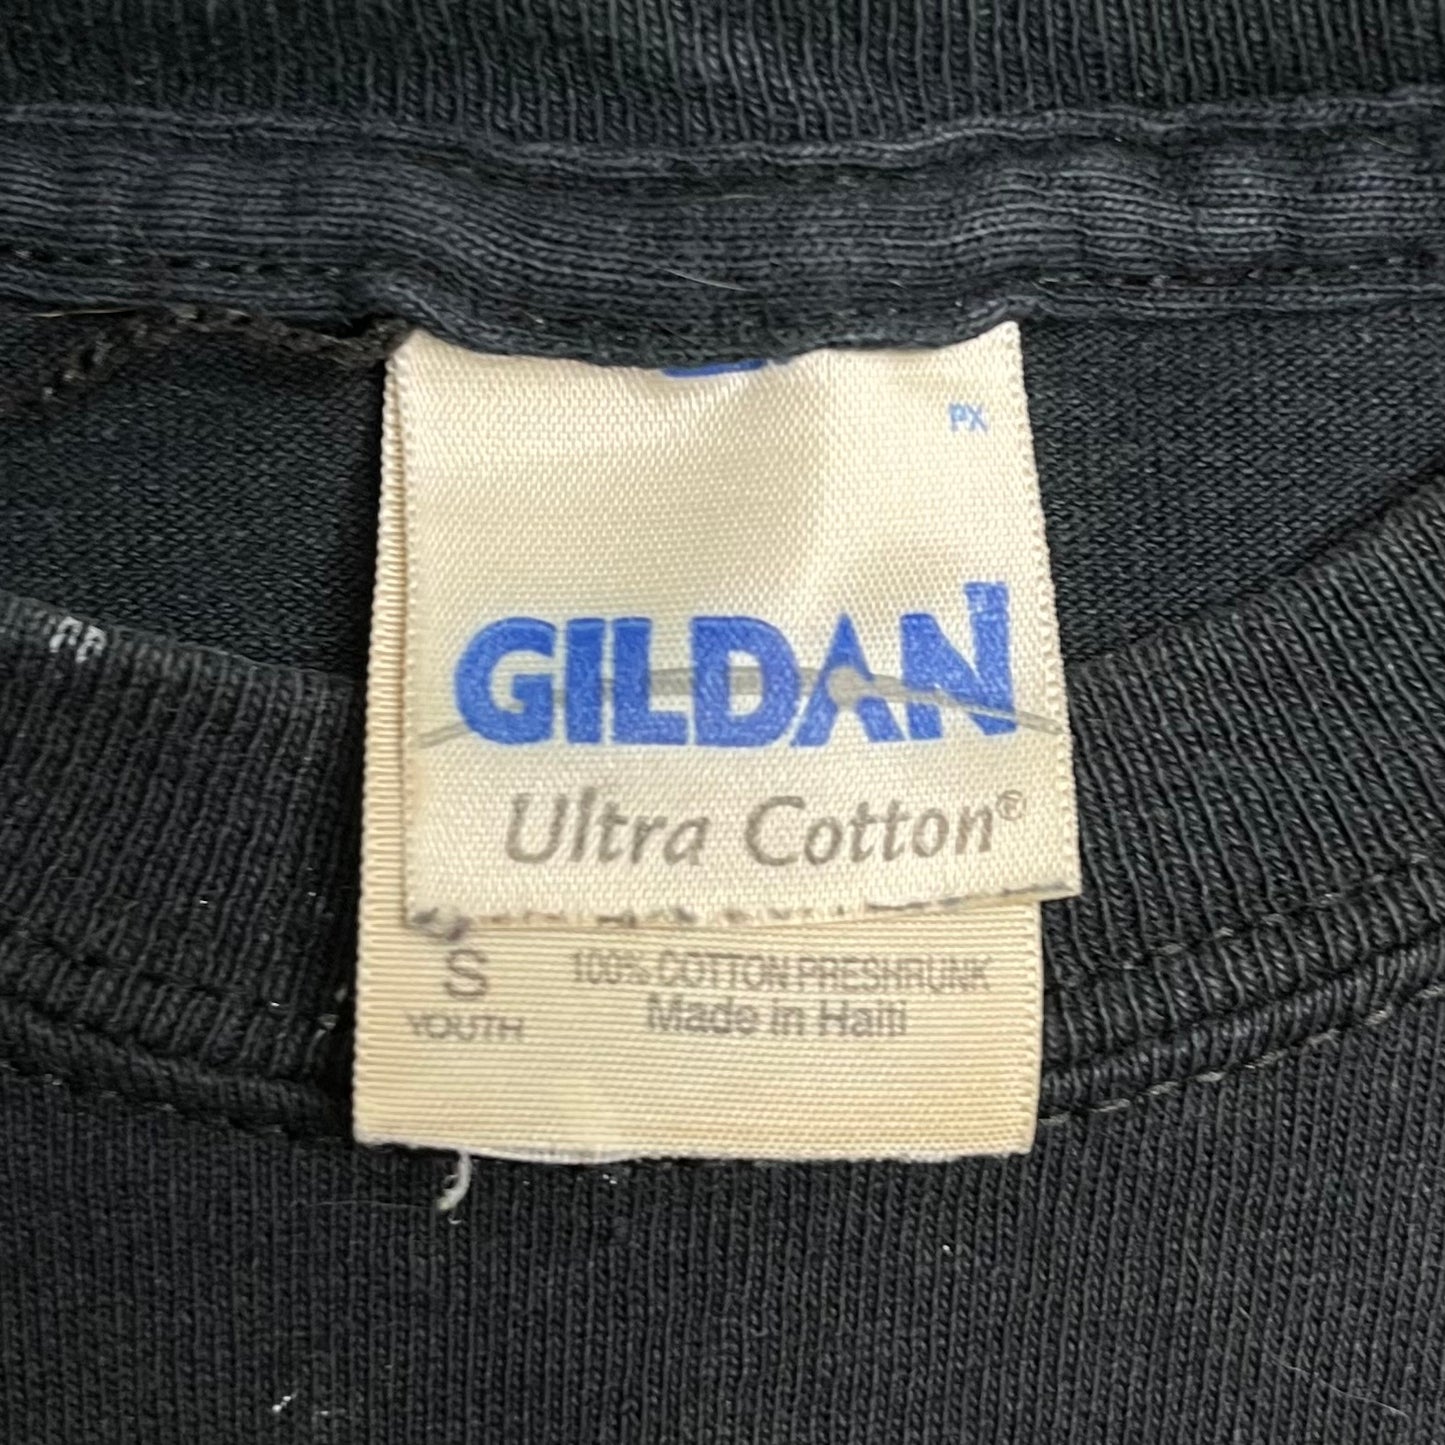 PX
GILDAN
Ultra Cotton®
S 100% COTTON PRESHRUNK
YOUTH Made in Haiti